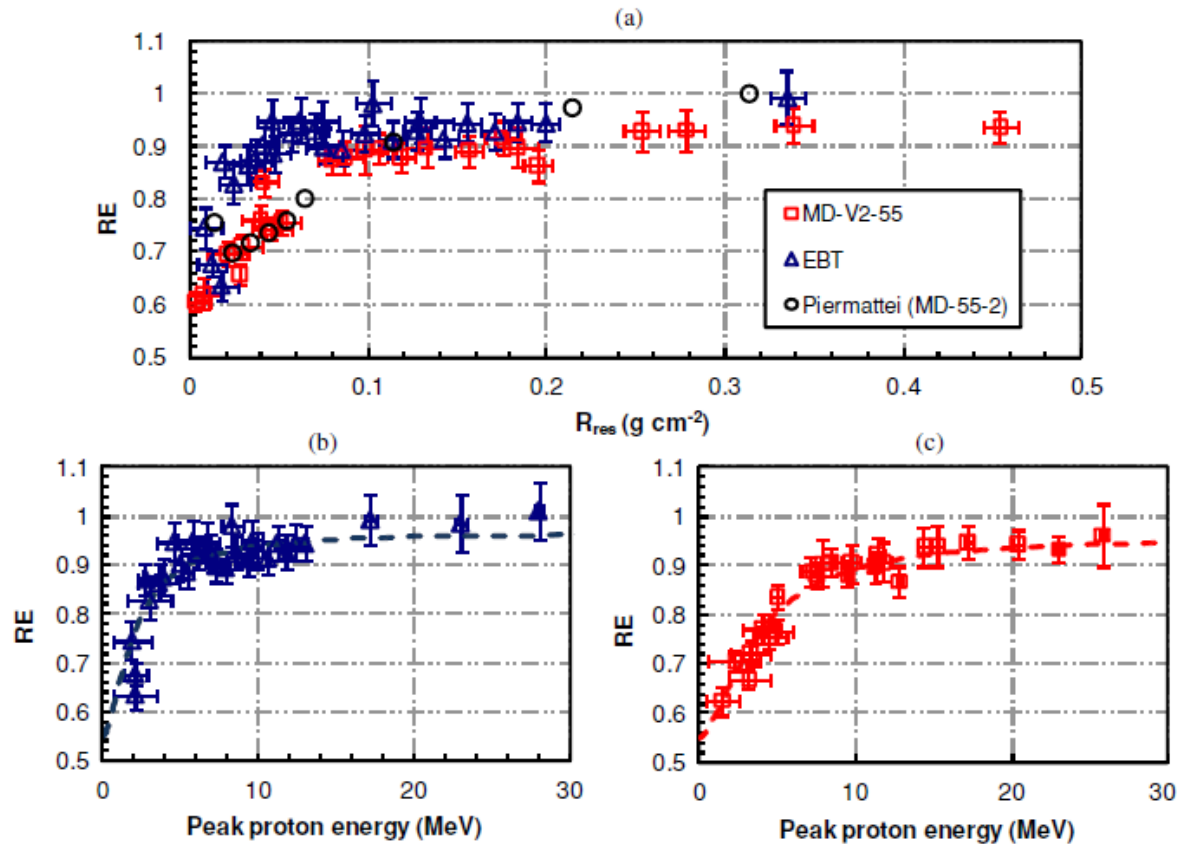 (a)
1.1
1
0.9
0.8
0.7
0.6
0.5
RE
0 0.1 0.2 0.3 0.4 0.5
R_res (g cm⁻²)
MD-V2-55
EBT
Piermattei (MD-55-2)
(b)
1.1
1
0.9
0.8
0.7
0.6
0.5
RE
0 10 20 30
Peak proton energy (MeV)
(c)
1.1
1
0.9
0.8
0.7
0.6
0.5
RE
0 10 20 30
Peak proton energy (MeV)